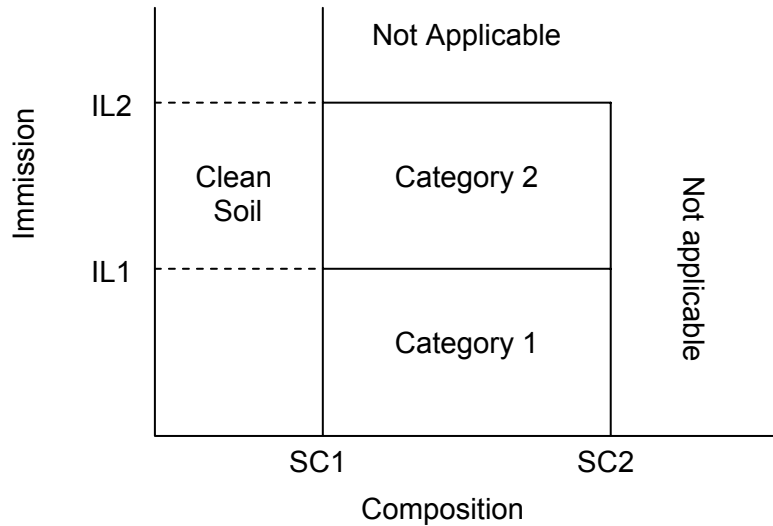 Not Applicable
IL2
Immission
Clean
Soil
Category 2
Not applicable
IL1
Category 1
SC1
SC2
Composition